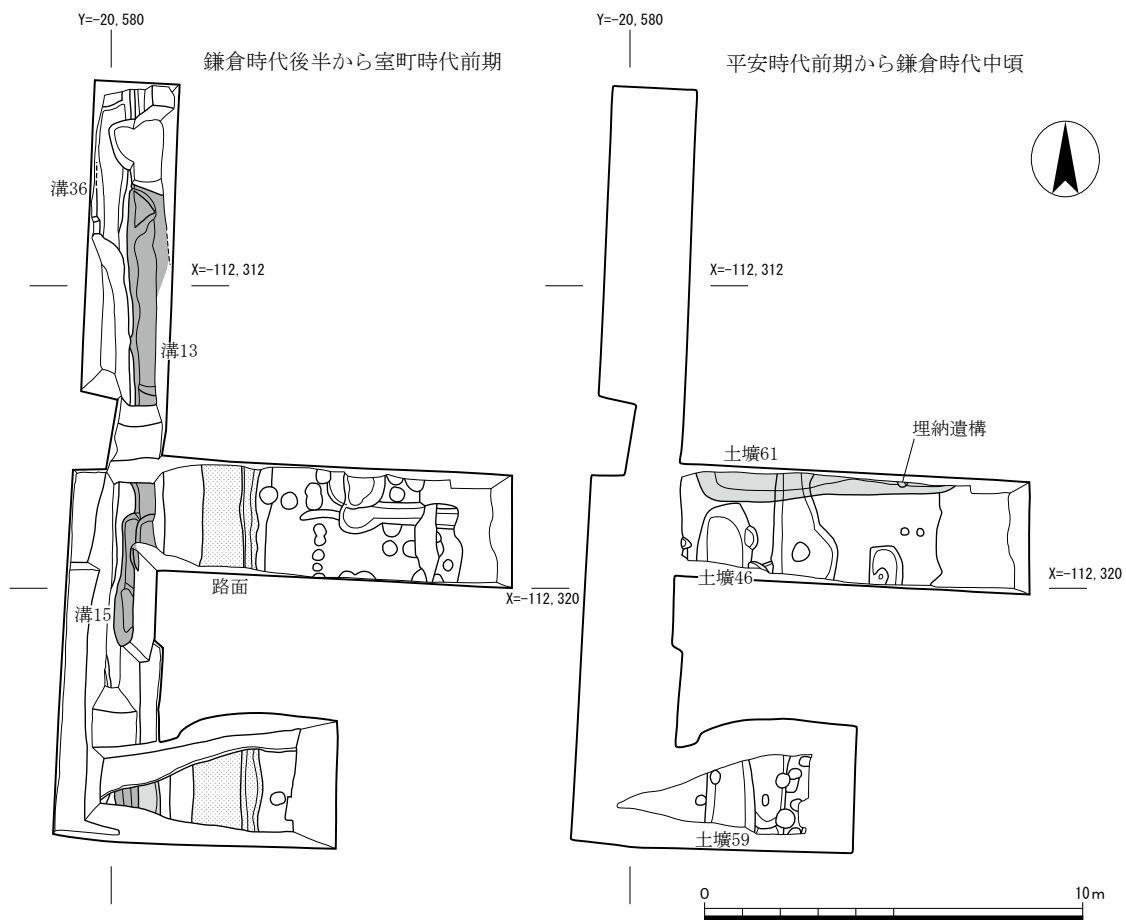 Y=-20,580
鎌倉時代後半から室町時代前期
溝36
X=-112,312
溝13
路面
溝15
X=-112,320
Y=-20,580
平安時代前期から鎌倉時代中頃
X=-112,312
埋納遺構
土壙61
土壙46
X=-112,320
土壙59
0
10m